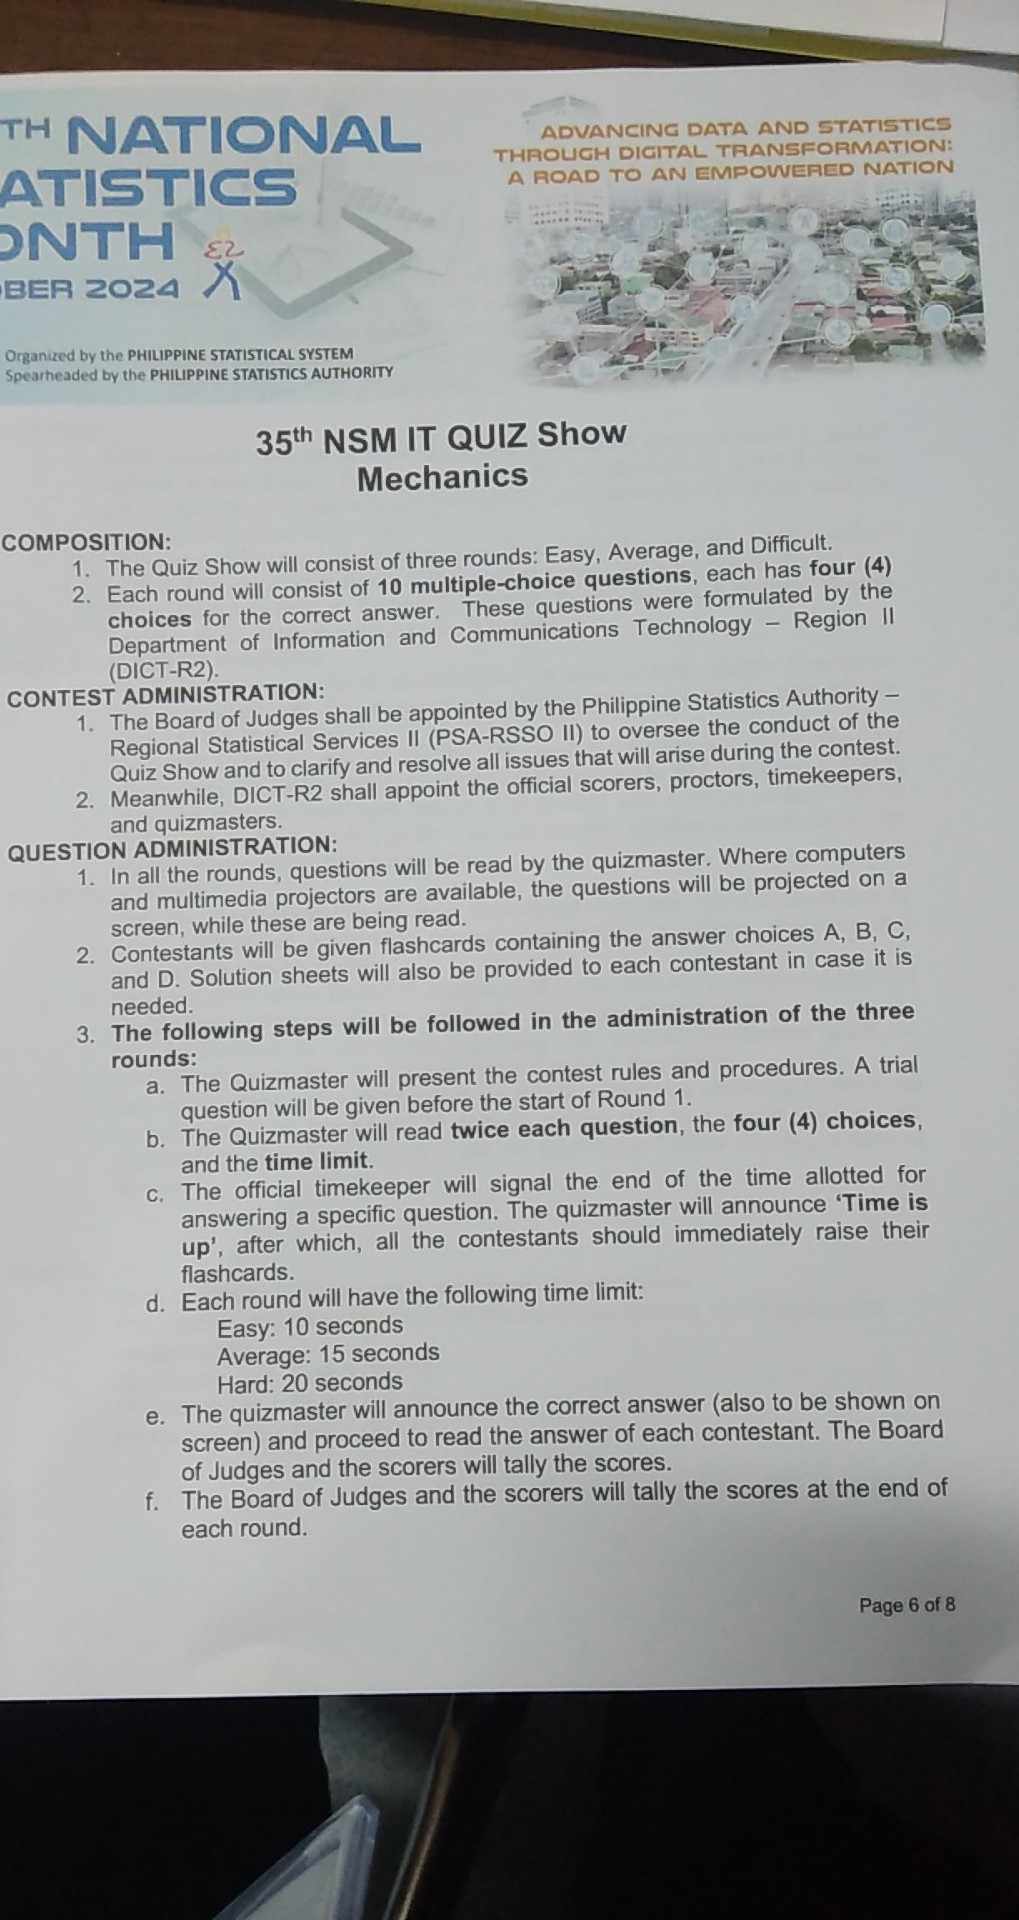 TH NATIONAL
ATISTICS
ONTH
BER 2024
ADVANCING DATA AND STATISTICS
THROUGH DIGITAL TRANSFORMATION:
A ROAD TO AN EMPOWERED NATION
Organized by the PHILIPPINE STATISTICAL SYSTEM
Spearheaded by the PHILIPPINE STATISTICS AUTHORITY
35th NSM IT QUIZ Show
Mechanics
COMPOSITION:
1. The Quiz Show will consist of three rounds: Easy, Average, and Difficult.
2. Each round will consist of 10 multiple-choice questions, each has four (4)
choices for the correct answer. These questions were formulated by the
Department of Information and Communications Technology – Region II
(DICT-R2).
CONTEST ADMINISTRATION:
1. The Board of Judges shall be appointed by the Philippine Statistics Authority –
Regional Statistical Services II (PSA-RSSO II) to oversee the conduct of the
Quiz Show and to clarify and resolve all issues that will arise during the contest.
2. Meanwhile, DICT-R2 shall appoint the official scorers, proctors, timekeepers,
and quizmasters.
QUESTION ADMINISTRATION:
1. In all the rounds, questions will be read by the quizmaster. Where computers
and multimedia projectors are available, the questions will be projected on a
screen, while these are being read.
2. Contestants will be given flashcards containing the answer choices A, B, C,
and D. Solution sheets will also be provided to each contestant in case it is
needed.
3. The following steps will be followed in the administration of the three
rounds:
a. The Quizmaster will present the contest rules and procedures. A trial
question will be given before the start of Round 1.
b. The Quizmaster will read twice each question, the four (4) choices,
and the time limit.
c. The official timekeeper will signal the end of the time allotted for
answering a specific question. The quizmaster will announce ‘Time is
up’, after which, all the contestants should immediately raise their
flashcards.
d. Each round will have the following time limit:
Easy: 10 seconds
Average: 15 seconds
Hard: 20 seconds
e. The quizmaster will announce the correct answer (also to be shown on
screen) and proceed to read the answer of each contestant. The Board
of Judges and the scorers will tally the scores.
f. The Board of Judges and the scorers will tally the scores at the end of
each round.
Page 6 of 8